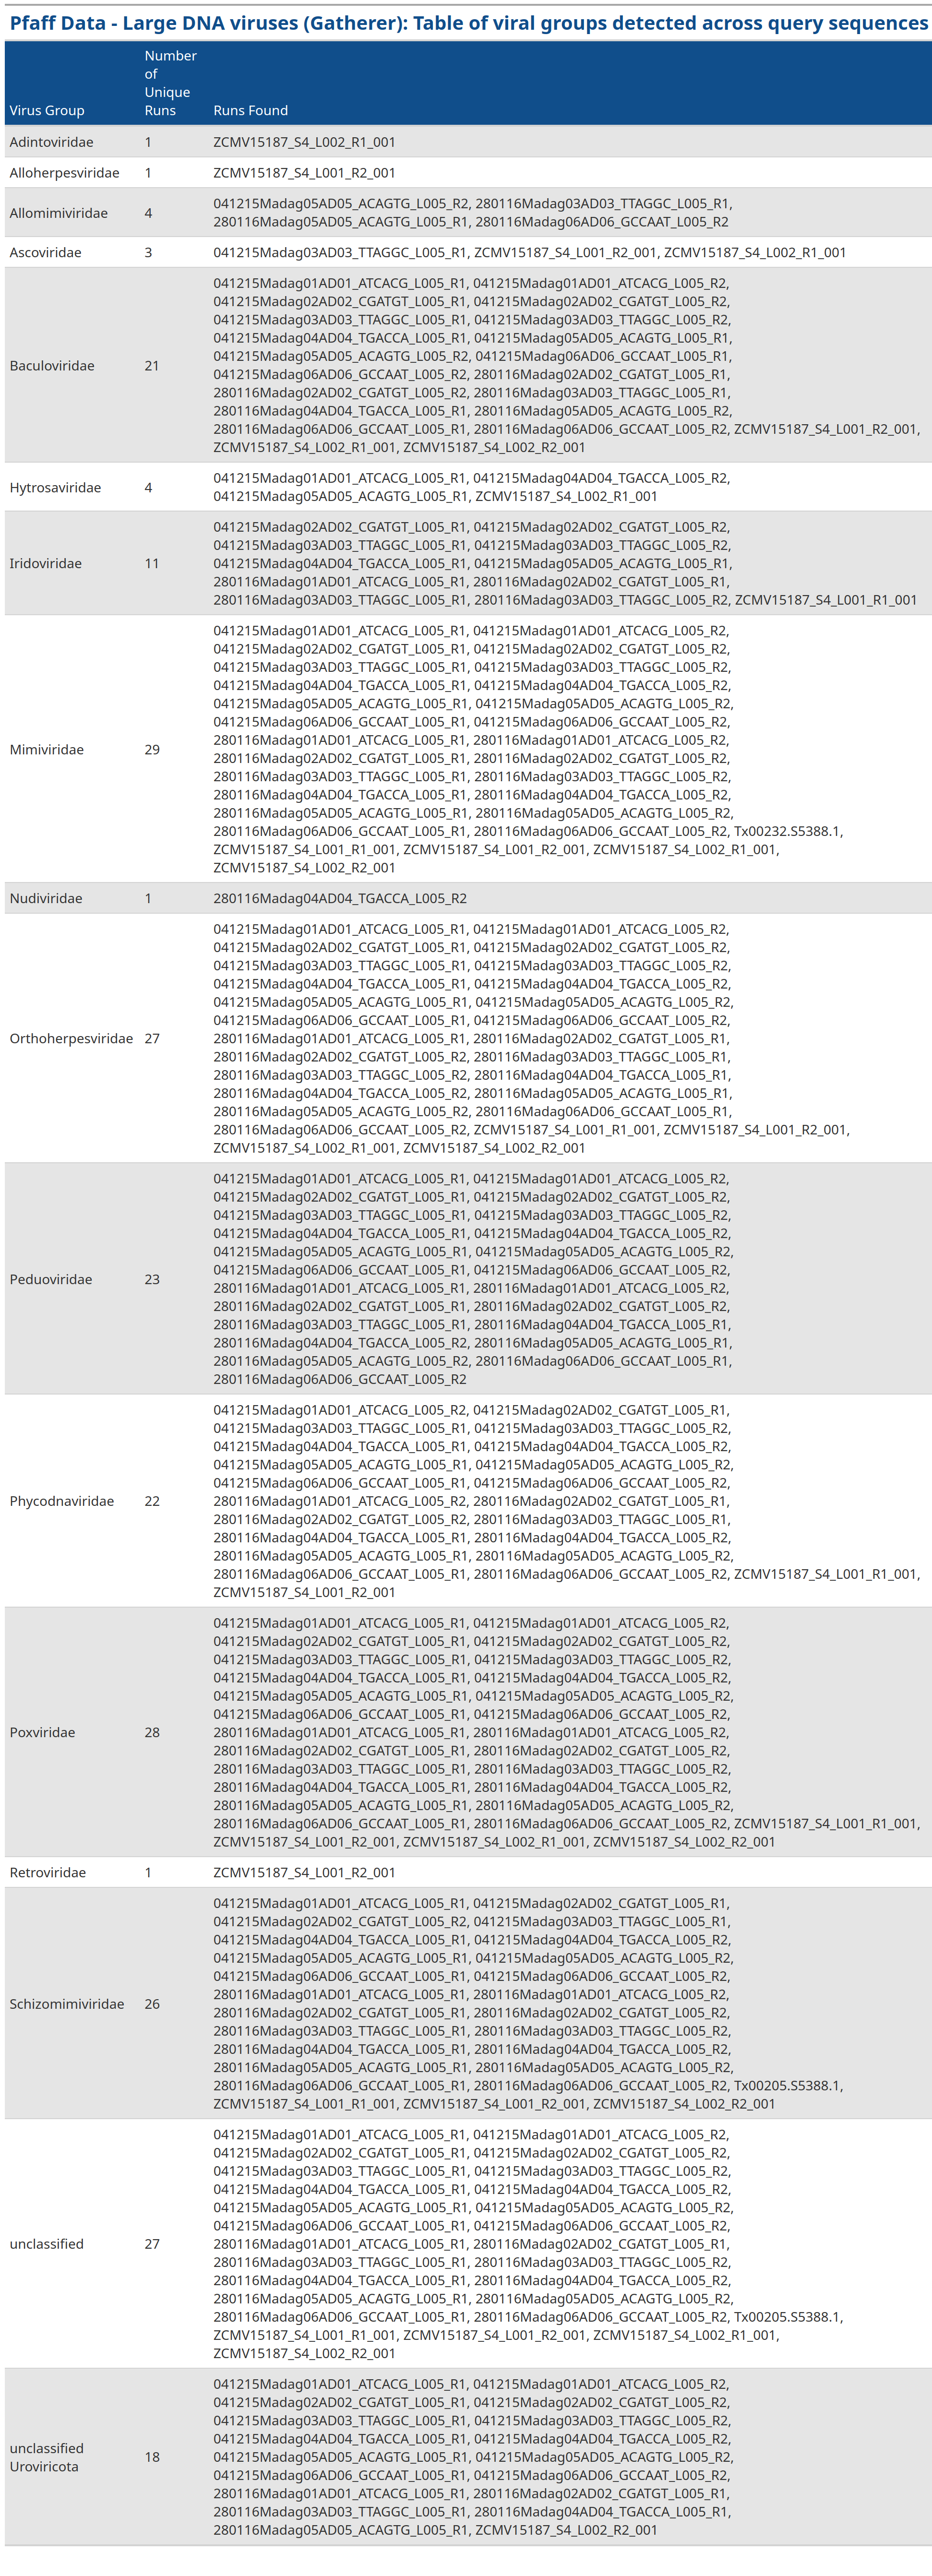 Pfaff Data - Large DNA viruses (Gatherer): Table of viral groups detected across query sequences
Virus Group
Number
of
Unique
Runs
Runs Found
Adintoviridae 1 ZCMV15187_S4_L002_R1_001
Alloherpesviridae 1 ZCMV15187_S4_L001_R2_001
Allomimiviridae 4 041215Madag05AD05_ACAGTG_L005_R2, 280116Madag03AD03_TTAGGC_L005_R1,
280116Madag05AD05_ACAGTG_L005_R1, 280116Madag06AD06_GCCAAT_L005_R2
Ascoviridae 3 041215Madag03AD03_TTAGGC_L005_R1, ZCMV15187_S4_L001_R2_001, ZCMV15187_S4_L002_R1_001
Baculoviridae 21 041215Madag01AD01_ATCACG_L005_R1, 041215Madag01AD01_ATCACG_L005_R2,
041215Madag02AD02_CGATGT_L005_R1, 041215Madag02AD02_CGATGT_L005_R2,
041215Madag03AD03_TTAGGC_L005_R1, 041215Madag03AD03_TTAGGC_L005_R2,
041215Madag04AD04_TGACCA_L005_R1, 041215Madag05AD05_ACAGTG_L005_R1,
041215Madag05AD05_ACAGTG_L005_R2, 041215Madag06AD06_GCCAAT_L005_R1,
041215Madag06AD06_GCCAAT_L005_R2, 280116Madag02AD02_CGATGT_L005_R1,
280116Madag02AD02_CGATGT_L005_R2, 280116Madag03AD03_TTAGGC_L005_R1,
280116Madag04AD04_TGACCA_L005_R1, 280116Madag05AD05_ACAGTG_L005_R2,
280116Madag06AD06_GCCAAT_L005_R1, 280116Madag06AD06_GCCAAT_L005_R2, ZCMV15187_S4_L001_R2_001,
ZCMV15187_S4_L002_R1_001, ZCMV15187_S4_L002_R2_001
Hytrosaviridae 4 041215Madag01AD01_ATCACG_L005_R1, 041215Madag04AD04_TGACCA_L005_R2,
041215Madag05AD05_ACAGTG_L005_R1, ZCMV15187_S4_L002_R1_001
Iridoviridae 11 041215Madag02AD02_CGATGT_L005_R1, 041215Madag02AD02_CGATGT_L005_R2,
041215Madag03AD03_TTAGGC_L005_R1, 041215Madag03AD03_TTAGGC_L005_R2,
041215Madag04AD04_TGACCA_L005_R1, 041215Madag05AD05_ACAGTG_L005_R1,
280116Madag01AD01_ATCACG_L005_R1, 280116Madag02AD02_CGATGT_L005_R1,
280116Madag03AD03_TTAGGC_L005_R1, 280116Madag03AD03_TTAGGC_L005_R2, ZCMV15187_S4_L001_R1_001
Mimiviridae 29 041215Madag01AD01_ATCACG_L005_R1, 041215Madag01AD01_ATCACG_L005_R2,
041215Madag02AD02_CGATGT_L005_R1, 041215Madag02AD02_CGATGT_L005_R2,
041215Madag03AD03_TTAGGC_L005_R1, 041215Madag03AD03_TTAGGC_L005_R2,
041215Madag04AD04_TGACCA_L005_R1, 041215Madag04AD04_TGACCA_L005_R2,
041215Madag05AD05_ACAGTG_L005_R1, 041215Madag05AD05_ACAGTG_L005_R2,
041215Madag06AD06_GCCAAT_L005_R1, 041215Madag06AD06_GCCAAT_L005_R2,
280116Madag01AD01_ATCACG_L005_R1, 280116Madag01AD01_ATCACG_L005_R2,
280116Madag02AD02_CGATGT_L005_R1, 280116Madag02AD02_CGATGT_L005_R2,
280116Madag03AD03_TTAGGC_L005_R1, 280116Madag03AD03_TTAGGC_L005_R2,
280116Madag04AD04_TGACCA_L005_R1, 280116Madag04AD04_TGACCA_L005_R2,
280116Madag05AD05_ACAGTG_L005_R1, 280116Madag05AD05_ACAGTG_L005_R2,
280116Madag06AD06_GCCAAT_L005_R1, 280116Madag06AD06_GCCAAT_L005_R2, Tx00232.S5388.1,
ZCMV15187_S4_L001_R1_001, ZCMV15187_S4_L001_R2_001, ZCMV15187_S4_L002_R1_001,
ZCMV15187_S4_L002_R2_001
Nudiviridae 1 280116Madag04AD04_TGACCA_L005_R2
Orthoherpesviridae 27 041215Madag01AD01_ATCACG_L005_R1, 041215Madag01AD01_ATCACG_L005_R2,
041215Madag02AD02_CGATGT_L005_R1, 041215Madag02AD02_CGATGT_L005_R2,
041215Madag03AD03_TTAGGC_L005_R1, 041215Madag03AD03_TTAGGC_L005_R2,
041215Madag04AD04_TGACCA_L005_R1, 041215Madag04AD04_TGACCA_L005_R2,
041215Madag05AD05_ACAGTG_L005_R1, 041215Madag05AD05_ACAGTG_L005_R2,
041215Madag06AD06_GCCAAT_L005_R1, 041215Madag06AD06_GCCAAT_L005_R2,
280116Madag01AD01_ATCACG_L005_R1, 280116Madag02AD02_CGATGT_L005_R1,
280116Madag02AD02_CGATGT_L005_R2, 280116Madag03AD03_TTAGGC_L005_R1,
280116Madag03AD03_TTAGGC_L005_R2, 280116Madag04AD04_TGACCA_L005_R1,
280116Madag04AD04_TGACCA_L005_R2, 280116Madag05AD05_ACAGTG_L005_R1,
280116Madag05AD05_ACAGTG_L005_R2, 280116Madag06AD06_GCCAAT_L005_R1,
280116Madag06AD06_GCCAAT_L005_R2, ZCMV15187_S4_L001_R1_001, ZCMV15187_S4_L001_R2_001,
ZCMV15187_S4_L002_R1_001, ZCMV15187_S4_L002_R2_001
Peduoviridae 23 041215Madag01AD01_ATCACG_L005_R1, 041215Madag01AD01_ATCACG_L005_R2,
041215Madag02AD02_CGATGT_L005_R1, 041215Madag02AD02_CGATGT_L005_R2,
041215Madag03AD03_TTAGGC_L005_R1, 041215Madag03AD03_TTAGGC_L005_R2,
041215Madag04AD04_TGACCA_L005_R1, 041215Madag04AD04_TGACCA_L005_R2,
041215Madag05AD05_ACAGTG_L005_R1, 041215Madag05AD05_ACAGTG_L005_R2,
041215Madag06AD06_GCCAAT_L005_R1, 041215Madag06AD06_GCCAAT_L005_R2,
280116Madag01AD01_ATCACG_L005_R1, 280116Madag01AD01_ATCACG_L005_R2,
280116Madag02AD02_CGATGT_L005_R1, 280116Madag02AD02_CGATGT_L005_R2,
280116Madag03AD03_TTAGGC_L005_R1, 280116Madag04AD04_TGACCA_L005_R1,
280116Madag04AD04_TGACCA_L005_R2, 280116Madag05AD05_ACAGTG_L005_R1,
280116Madag05AD05_ACAGTG_L005_R2, 280116Madag06AD06_GCCAAT_L005_R1,
280116Madag06AD06_GCCAAT_L005_R2
Phycodnaviridae 22 041215Madag01AD01_ATCACG_L005_R2, 041215Madag02AD02_CGATGT_L005_R1,
041215Madag03AD03_TTAGGC_L005_R1, 041215Madag03AD03_TTAGGC_L005_R2,
041215Madag04AD04_TGACCA_L005_R1, 041215Madag04AD04_TGACCA_L005_R2,
041215Madag05AD05_ACAGTG_L005_R1, 041215Madag05AD05_ACAGTG_L005_R2,
041215Madag06AD06_GCCAAT_L005_R1, 041215Madag06AD06_GCCAAT_L005_R2,
280116Madag01AD01_ATCACG_L005_R2, 280116Madag02AD02_CGATGT_L005_R1,
280116Madag02AD02_CGATGT_L005_R2, 280116Madag03AD03_TTAGGC_L005_R1,
280116Madag04AD04_TGACCA_L005_R1, 280116Madag04AD04_TGACCA_L005_R2,
280116Madag05AD05_ACAGTG_L005_R1, 280116Madag05AD05_ACAGTG_L005_R2,
280116Madag06AD06_GCCAAT_L005_R1, 280116Madag06AD06_GCCAAT_L005_R2, ZCMV15187_S4_L001_R1_001,
ZCMV15187_S4_L001_R2_001
Poxviridae 28 041215Madag01AD01_ATCACG_L005_R1, 041215Madag01AD01_ATCACG_L005_R2,
041215Madag02AD02_CGATGT_L005_R1, 041215Madag02AD02_CGATGT_L005_R2,
041215Madag03AD03_TTAGGC_L005_R1, 041215Madag03AD03_TTAGGC_L005_R2,
041215Madag04AD04_TGACCA_L005_R1, 041215Madag04AD04_TGACCA_L005_R2,
041215Madag05AD05_ACAGTG_L005_R1, 041215Madag05AD05_ACAGTG_L005_R2,
041215Madag06AD06_GCCAAT_L005_R1, 041215Madag06AD06_GCCAAT_L005_R2,
280116Madag01AD01_ATCACG_L005_R1, 280116Madag01AD01_ATCACG_L005_R2,
280116Madag02AD02_CGATGT_L005_R1, 280116Madag02AD02_CGATGT_L005_R2,
280116Madag03AD03_TTAGGC_L005_R1, 280116Madag03AD03_TTAGGC_L005_R2,
280116Madag04AD04_TGACCA_L005_R1, 280116Madag04AD04_TGACCA_L005_R2,
280116Madag05AD05_ACAGTG_L005_R1, 280116Madag05AD05_ACAGTG_L005_R2,
280116Madag06AD06_GCCAAT_L005_R1, 280116Madag06AD06_GCCAAT_L005_R2, ZCMV15187_S4_L001_R1_001,
ZCMV15187_S4_L001_R2_001, ZCMV15187_S4_L002_R1_001, ZCMV15187_S4_L002_R2_001
Retroviridae 1 ZCMV15187_S4_L001_R2_001
Schizomimiviridae 26 041215Madag01AD01_ATCACG_L005_R1, 041215Madag02AD02_CGATGT_L005_R1,
041215Madag02AD02_CGATGT_L005_R2, 041215Madag03AD03_TTAGGC_L005_R1,
041215Madag04AD04_TGACCA_L005_R1, 041215Madag04AD04_TGACCA_L005_R2,
041215Madag05AD05_ACAGTG_L005_R1, 041215Madag05AD05_ACAGTG_L005_R2,
041215Madag06AD06_GCCAAT_L005_R1, 041215Madag06AD06_GCCAAT_L005_R2,
280116Madag01AD01_ATCACG_L005_R1, 280116Madag01AD01_ATCACG_L005_R2,
280116Madag02AD02_CGATGT_L005_R1, 280116Madag02AD02_CGATGT_L005_R2,
280116Madag03AD03_TTAGGC_L005_R1, 280116Madag03AD03_TTAGGC_L005_R2,
280116Madag04AD04_TGACCA_L005_R1, 280116Madag04AD04_TGACCA_L005_R2,
280116Madag05AD05_ACAGTG_L005_R1, 280116Madag05AD05_ACAGTG_L005_R2,
280116Madag06AD06_GCCAAT_L005_R1, 280116Madag06AD06_GCCAAT_L005_R2, Tx00205.S5388.1,
ZCMV15187_S4_L001_R1_001, ZCMV15187_S4_L001_R2_001, ZCMV15187_S4_L002_R2_001
unclassified 27 041215Madag01AD01_ATCACG_L005_R1, 041215Madag01AD01_ATCACG_L005_R2,
041215Madag02AD02_CGATGT_L005_R1, 041215Madag02AD02_CGATGT_L005_R2,
041215Madag03AD03_TTAGGC_L005_R1, 041215Madag03AD03_TTAGGC_L005_R2,
041215Madag04AD04_TGACCA_L005_R1, 041215Madag04AD04_TGACCA_L005_R2,
041215Madag05AD05_ACAGTG_L005_R1, 041215Madag05AD05_ACAGTG_L005_R2,
041215Madag06AD06_GCCAAT_L005_R1, 041215Madag06AD06_GCCAAT_L005_R2,
280116Madag01AD01_ATCACG_L005_R1, 280116Madag02AD02_CGATGT_L005_R1,
280116Madag03AD03_TTAGGC_L005_R1, 280116Madag03AD03_TTAGGC_L005_R2,
280116Madag04AD04_TGACCA_L005_R1, 280116Madag04AD04_TGACCA_L005_R2,
280116Madag05AD05_ACAGTG_L005_R1, 280116Madag05AD05_ACAGTG_L005_R2,
280116Madag06AD06_GCCAAT_L005_R1, 280116Madag06AD06_GCCAAT_L005_R2, Tx00205.S5388.1,
ZCMV15187_S4_L001_R1_001, ZCMV15187_S4_L001_R2_001, ZCMV15187_S4_L002_R1_001,
ZCMV15187_S4_L002_R2_001
unclassified
Uroviricota
18 041215Madag01AD01_ATCACG_L005_R1, 041215Madag01AD01_ATCACG_L005_R2,
041215Madag02AD02_CGATGT_L005_R1, 041215Madag02AD02_CGATGT_L005_R2,
041215Madag03AD03_TTAGGC_L005_R1, 041215Madag03AD03_TTAGGC_L005_R2,
041215Madag04AD04_TGACCA_L005_R1, 041215Madag04AD04_TGACCA_L005_R2,
041215Madag05AD05_ACAGTG_L005_R1, 041215Madag05AD05_ACAGTG_L005_R2,
041215Madag06AD06_GCCAAT_L005_R1, 041215Madag06AD06_GCCAAT_L005_R2,
280116Madag01AD01_ATCACG_L005_R1, 280116Madag02AD02_CGATGT_L005_R1,
280116Madag03AD03_TTAGGC_L005_R1, 280116Madag04AD04_TGACCA_L005_R1,
280116Madag05AD05_ACAGTG_L005_R1, ZCMV15187_S4_L002_R2_001